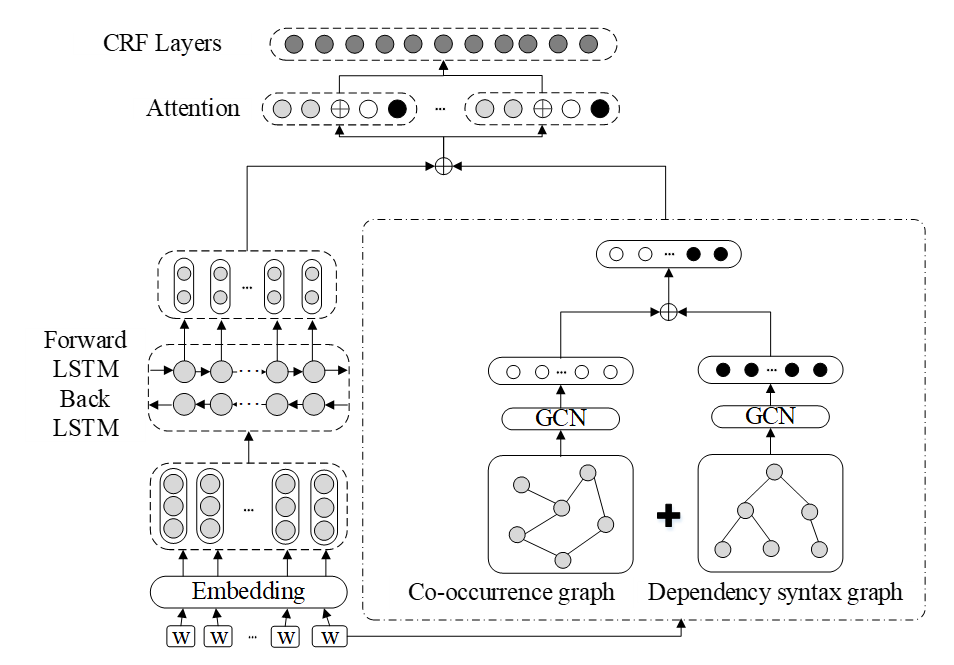 CRF Layers
Attention
...
...
...
Forward
LSTM
Back
LSTM
...
...
GCN
GCN
...
Co-occurrence graph
Dependency syntax graph
Embedding
w w ... w w